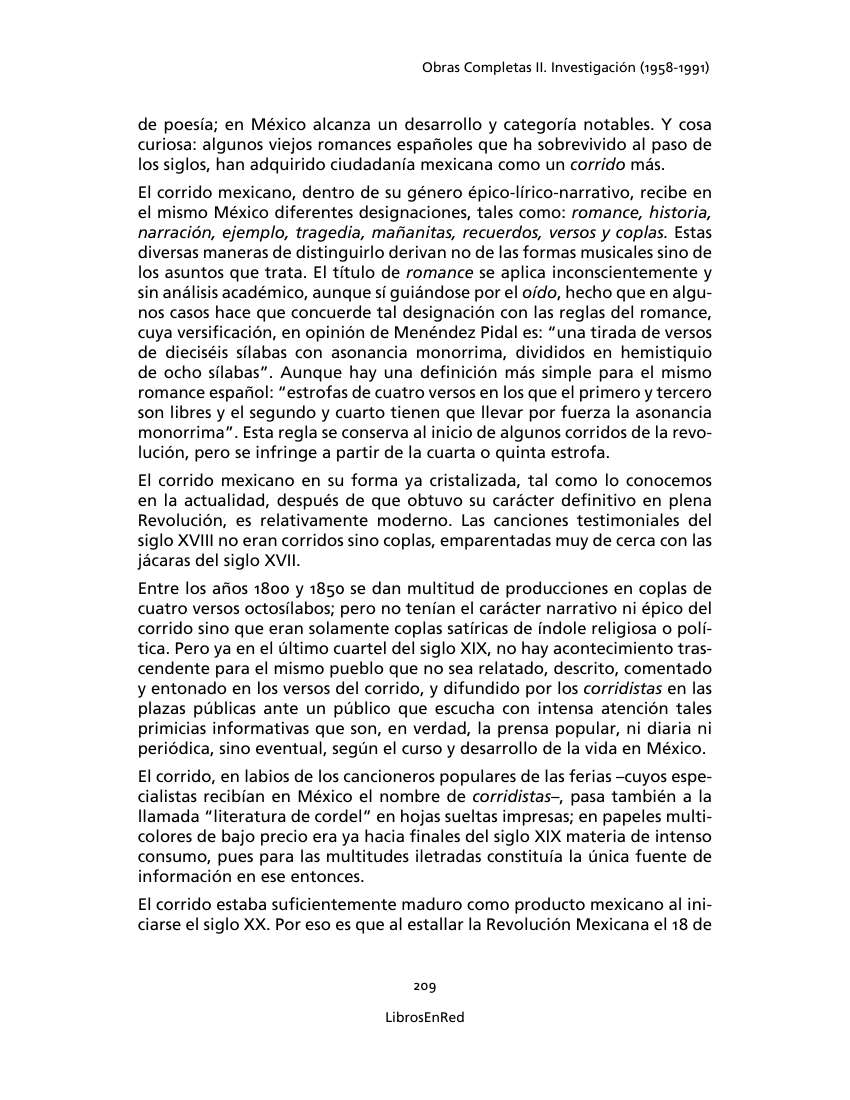 Obras Completas II. Investigación (1958-1991)
de poesía; en México alcanza un desarrollo y categoría notables. Y cosa
curiosa: algunos viejos romances españoles que ha sobrevivido al paso de
los siglos, han adquirido ciudadanía mexicana como un corrido más.
El corrido mexicano, dentro de su género épico-lírico-narrativo, recibe en
el mismo México diferentes designaciones, tales como: romance, historia,
narración, ejemplo, tragedia, mañanitas, recuerdos, versos y coplas. Estas
diversas maneras de distinguirlo derivan no de las formas musicales sino de
los asuntos que trata. El título de romance se aplica inconscientemente y
sin análisis académico, aunque sí guiándose por el oído, hecho que en algu-
nos casos hace que concuerde tal designación con las reglas del romance,
cuya versificación, en opinión de Menéndez Pidal es: “una tirada de versos
de dieciséis sílabas con asonancia monorrima, divididos en hemistiquio
de ocho sílabas”. Aunque hay una definición más simple para el mismo
romance español: “estrofas de cuatro versos en los que el primero y tercero
son libres y el segundo y cuarto tienen que llevar por fuerza la asonancia
monorrima”. Esta regla se conserva al inicio de algunos corridos de la revo-
lución, pero se infringe a partir de la cuarta o quinta estrofa.
El corrido mexicano en su forma ya cristalizada, tal como lo conocemos
en la actualidad, después de que obtuvo su carácter definitivo en plena
Revolución, es relativamente moderno. Las canciones testimoniales del
siglo XVIII no eran corridos sino coplas, emparentadas muy de cerca con las
jácaras del siglo XVII.
Entre los años 1800 y 1850 se dan multitud de producciones en coplas de
cuatro versos octosílabos; pero no tenían el carácter narrativo ni épico del
corrido sino que eran solamente coplas satíricas de índole religiosa o polí-
tica. Pero ya en el último cuartel del siglo XIX, no hay acontecimiento tras-
cendente para el mismo pueblo que no sea relatado, descrito, comentado
y entonado en los versos del corrido, y difundido por los corridistas en las
plazas públicas ante un público que escucha con intensa atención tales
primicias informativas que son, en verdad, la prensa popular, ni diaria ni
periódica, sino eventual, según el curso y desarrollo de la vida en México.
El corrido, en labios de los cancioneros populares de las ferias –cuyos espe-
cialistas recibían en México el nombre de corridistas–, pasa también a la
llamada “literatura de cordel” en hojas sueltas impresas; en papeles multi-
colores de bajo precio era ya hacia finales del siglo XIX materia de intenso
consumo, pues para las multitudes iletradas constituía la única fuente de
información en ese entonces.
El corrido estaba suficientemente maduro como producto mexicano al ini-
ciarse el siglo XX. Por eso es que al estallar la Revolución Mexicana el 18 de
209
LibrosEnRed